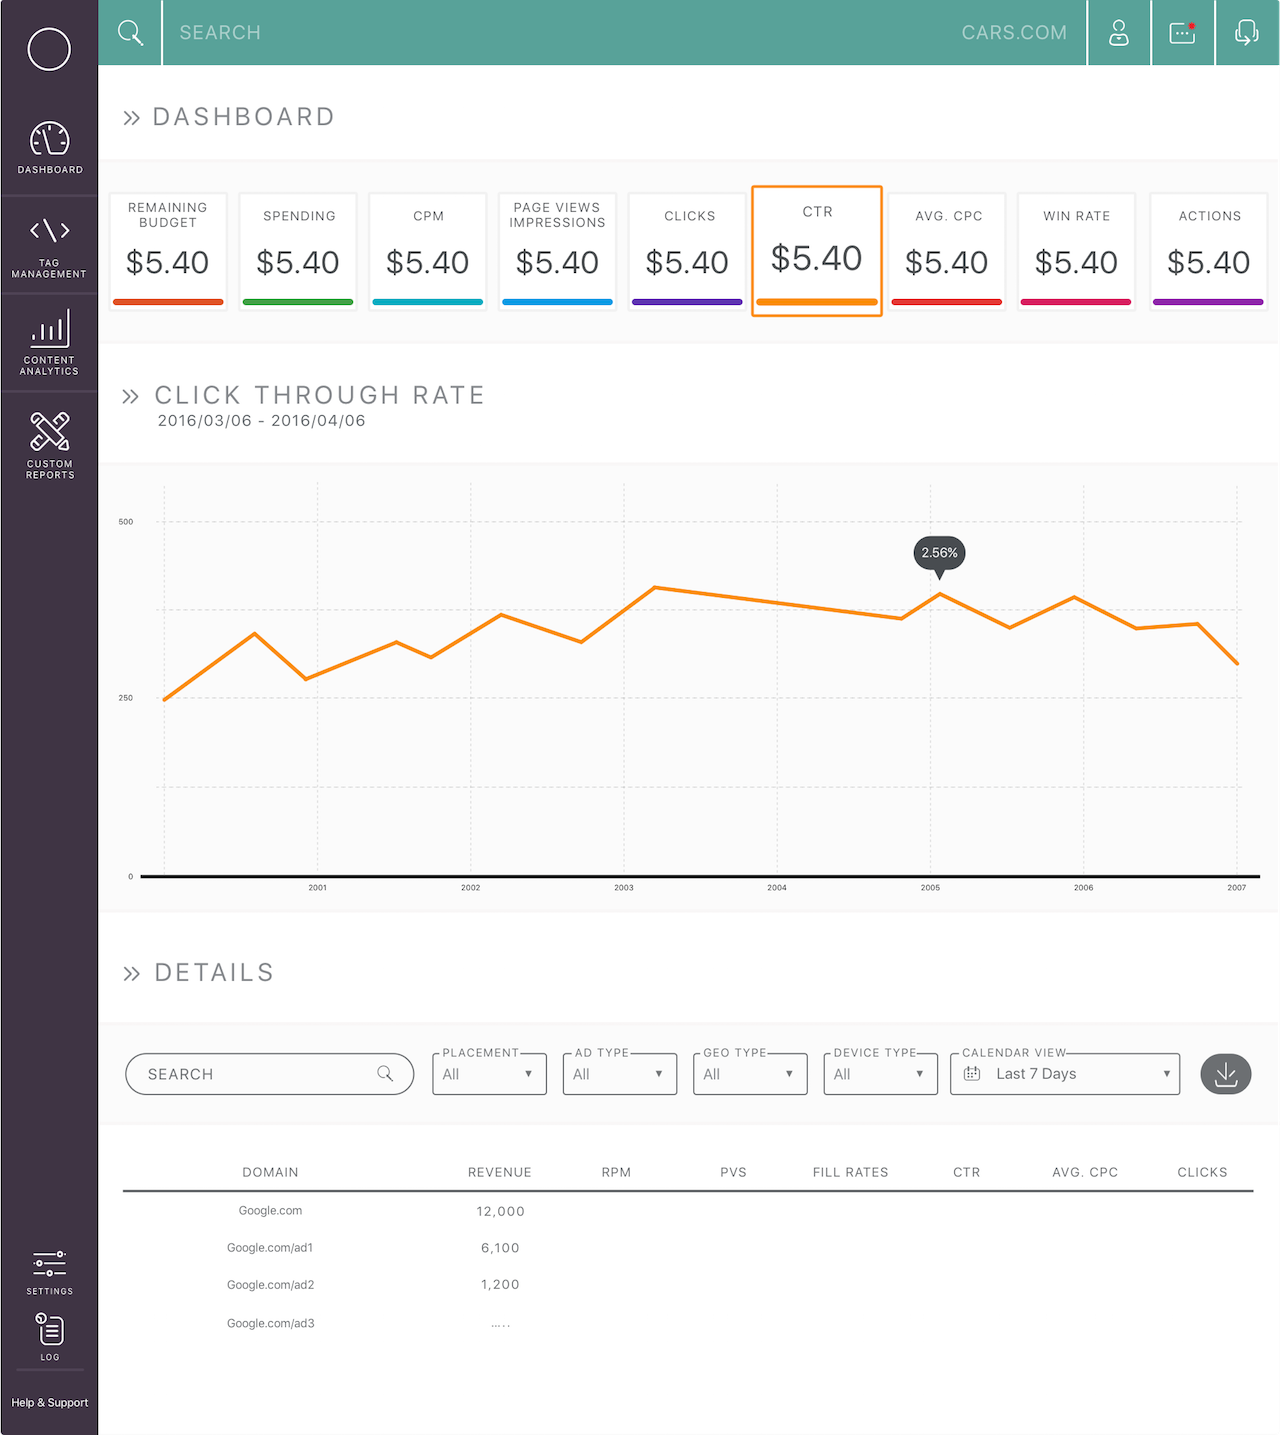 SEARCH
CARS.COM
DASHBOARD
TAG
MANAGEMENT
CONTENT
ANALYTICS
CUSTOM
REPORTS
SETTINGS
LOG
Help & Support
» DASHBOARD
REMAINING
BUDGET
$5.40
SPENDING
$5.40
CPM
$5.40
PAGE VIEWS
IMPRESSIONS
$5.40
CLICKS
$5.40
CTR
$5.40
AVG. CPC
$5.40
WIN RATE
$5.40
ACTIONS
$5.40
» CLICK THROUGH RATE
2016/03/06 - 2016/04/06
500
250
0
2.56%
2001 2002 2003 2004 2005 2006 2007
» DETAILS
SEARCH
PLACEMENT
All
AD TYPE
All
GEO TYPE
All
DEVICE TYPE
All
CALENDAR VIEW
Last 7 Days
DOMAIN REVENUE RPM PVS FILL RATES CTR AVG. CPC CLICKS
Google.com 12,000
Google.com/ad1 6,100
Google.com/ad2 1,200
Google.com/ad3 .....